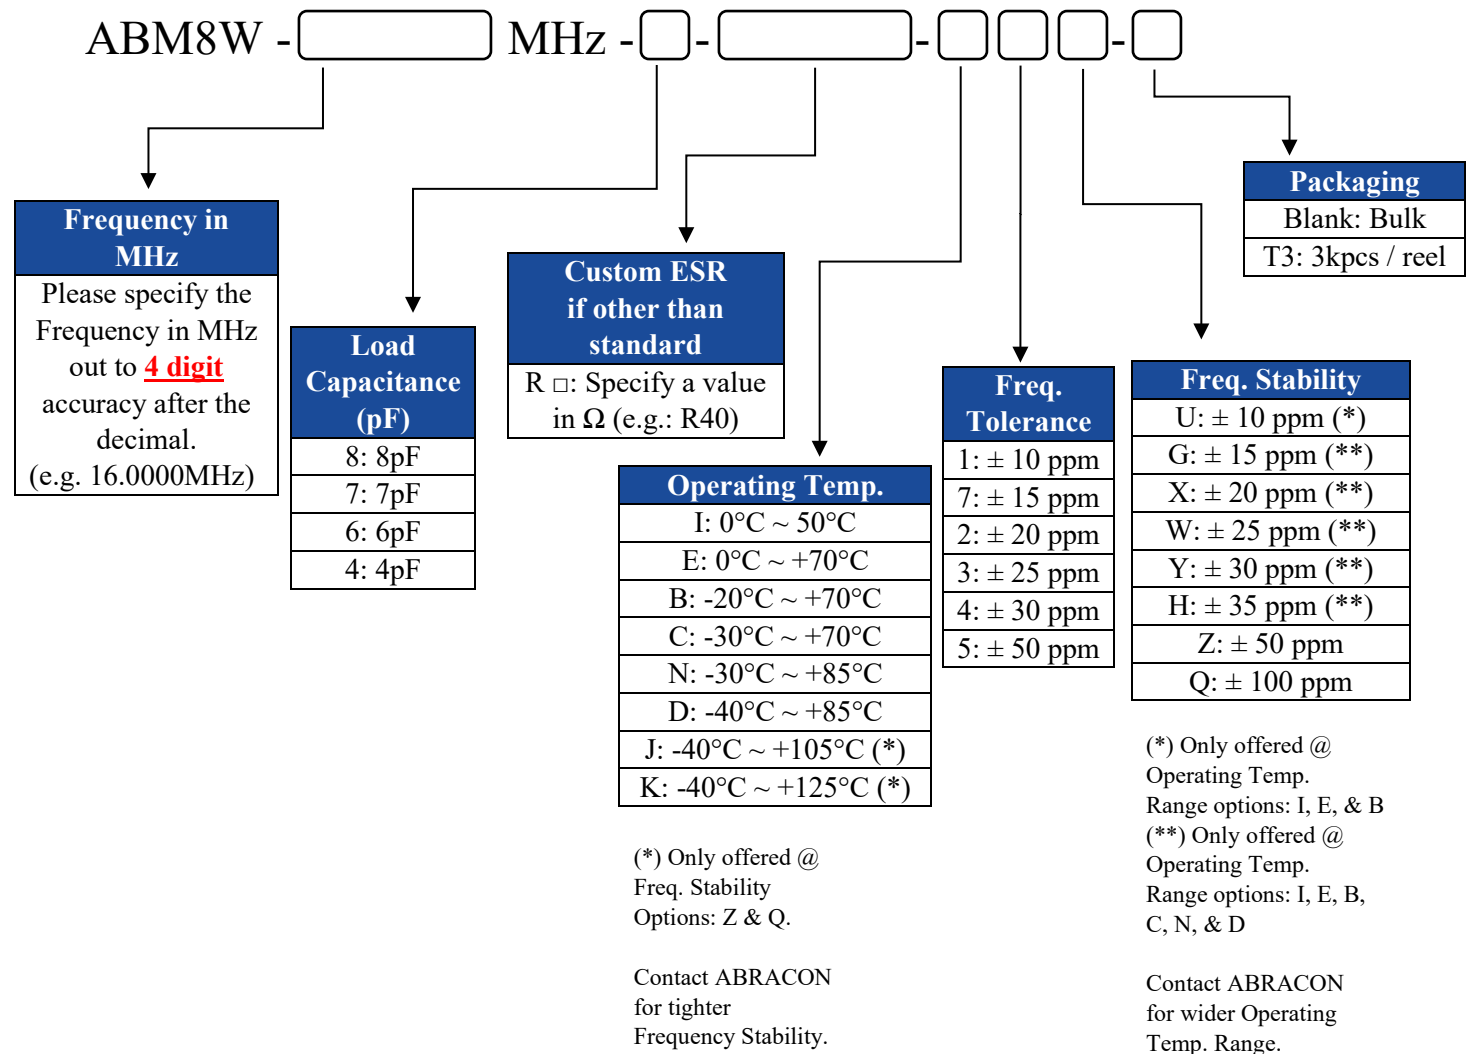 ABM8W - MHz - - - -
Frequency in
MHz
Please specify the
Frequency in MHz
out to 4 digit
accuracy after the
decimal.
(e.g. 16.0000MHz)
Load
Capacitance
(pF)
8: 8pF
7: 7pF
6: 6pF
4: 4pF
Custom ESR
if other than
standard
R □: Specify a value
in Ω (e.g.: R40)
Operating Temp.
I: 0°C ~ 50°C
E: 0°C ~ +70°C
B: -20°C ~ +70°C
C: -30°C ~ +70°C
N: -30°C ~ +85°C
D: -40°C ~ +85°C
J: -40°C ~ +105°C (*)
K: -40°C ~ +125°C (*)
(*) Only offered @
Freq. Stability
Options: Z & Q.
Contact ABRACON
for tighter
Frequency Stability.
Freq.
Tolerance
1: ± 10 ppm
7: ± 15 ppm
2: ± 20 ppm
3: ± 25 ppm
4: ± 30 ppm
5: ± 50 ppm
Freq. Stability
U: ± 10 ppm (*)
G: ± 15 ppm (**)
X: ± 20 ppm (**)
W: ± 25 ppm (**)
Y: ± 30 ppm (**)
H: ± 35 ppm (**)
Z: ± 50 ppm
Q: ± 100 ppm
(*) Only offered @
Operating Temp.
Range options: I, E, & B
(**) Only offered @
Operating Temp.
Range options: I, E, B,
C, N, & D
Contact ABRACON
for wider Operating
Temp. Range.
Packaging
Blank: Bulk
T3: 3kpcs / reel